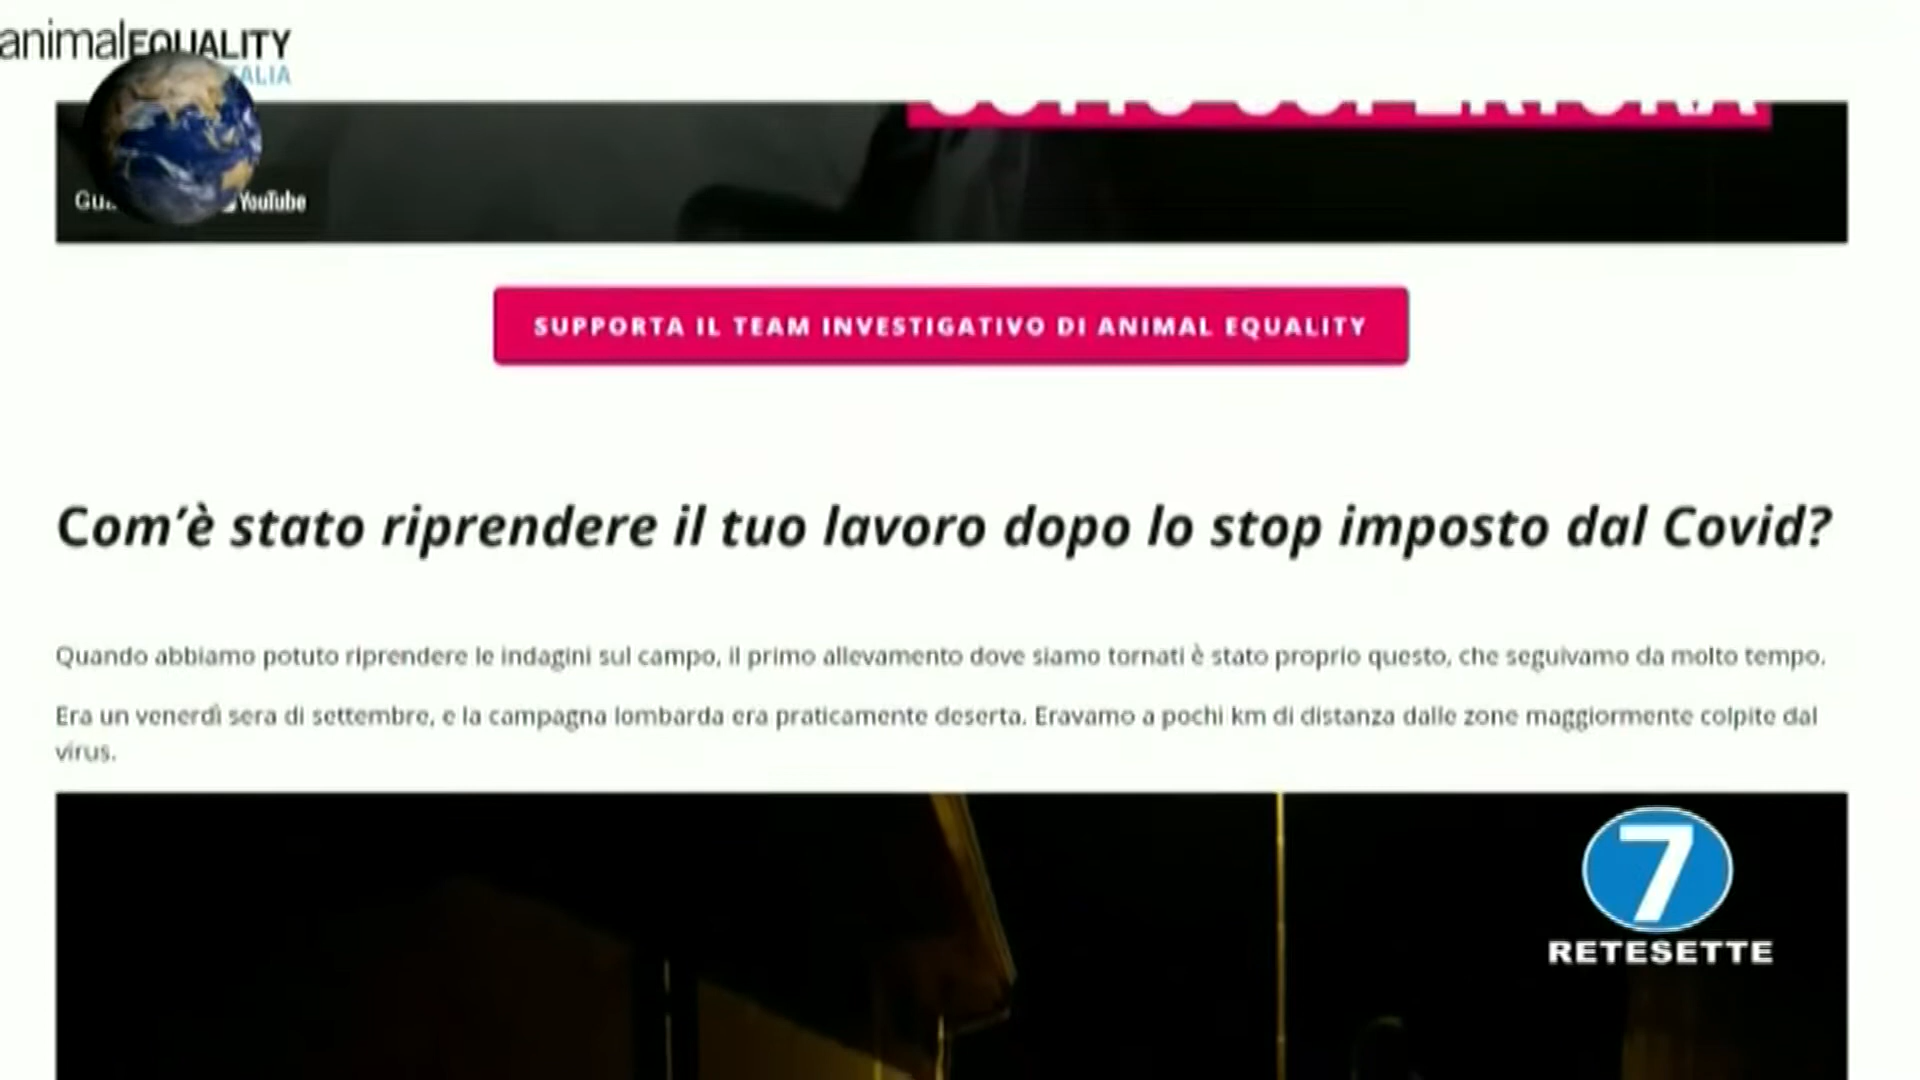 animalEQUALITY
ITALIA
YouTube
SUPPORTA IL TEAM INVESTIGATIVO DI ANIMAL EQUALITY
Com’è stato riprendere il tuo lavoro dopo lo stop imposto dal Covid?
Quando abbiamo potuto riprendere le indagini sul campo, il primo allevamento dove siamo tornati è stato proprio questo, che seguivamo da molto tempo.
Era un venerdì sera di settembre, e la campagna lombarda era praticamente deserta. Eravamo a pochi km di distanza dalle zone maggiormente colpite dal
virus.
7
RETESETTE